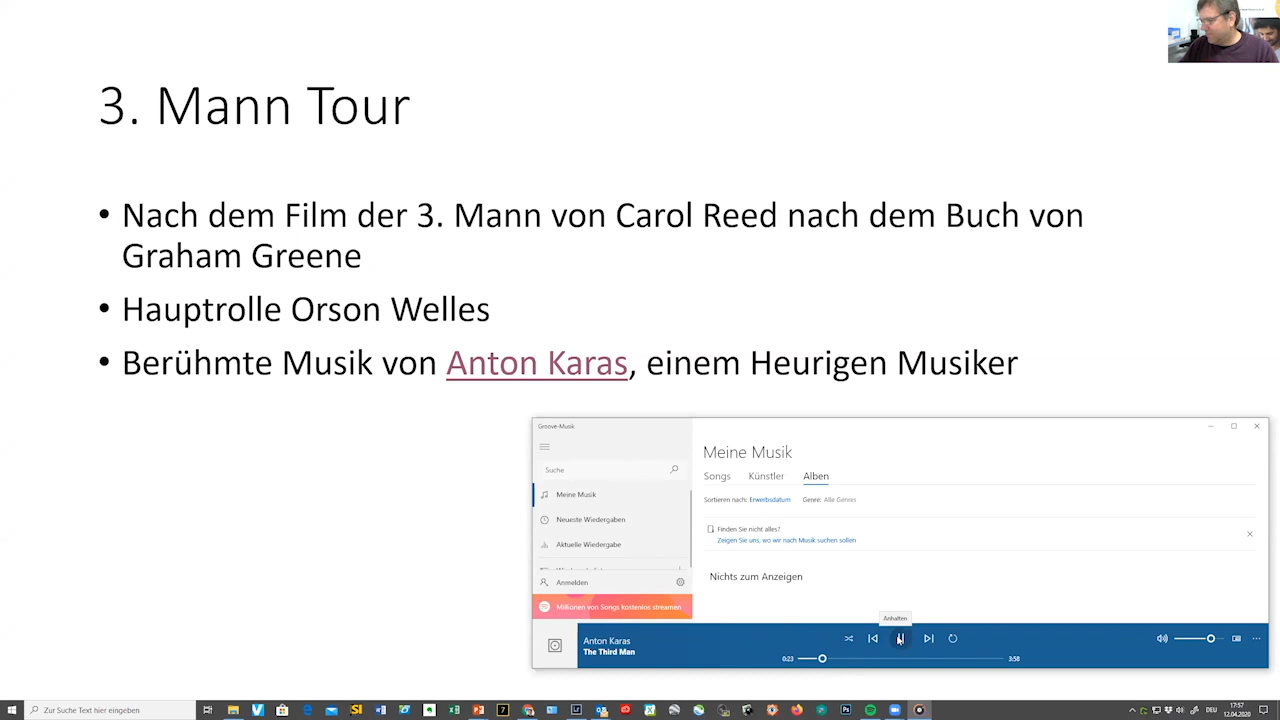 3. Mann Tour
• Nach dem Film der 3. Mann von Carol Reed nach dem Buch von
Graham Greene
• Hauptrolle Orson Welles
• Berühmte Musik von Anton Karas, einem Heurigen Musiker
Groove-Musik
Suche
Meine Musik
Neueste Wiedergaben
Aktuelle Wiedergabe
Anmelden
Millionen von Songs kostenlos streamen
Meine Musik
Songs Künstler Alben
Sortieren nach: Erwerbsdatum Genre: Alle Genres
Finden Sie nicht alles?
Zeigen Sie uns, wo wir nach Musik suchen sollen
Nichts zum Anzeigen
Anhalten
Anton Karas
The Third Man
0:23 3:58
Zur Suche Text hier eingeben
DEU
17:57
12.04.2020